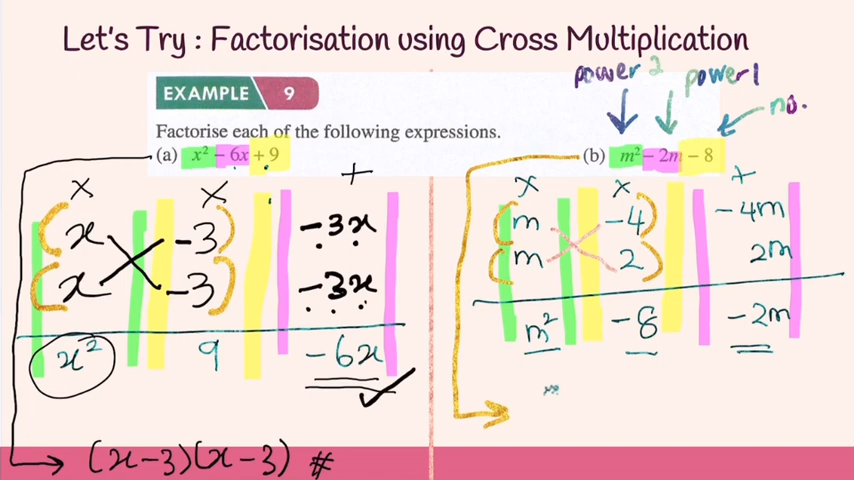 Let's Try : Factorisation using Cross Multiplication
power 2 power 1
no.
EXAMPLE 9
Factorise each of the following expressions.
(a) x² − 6x + 9 (b) m² − 2m − 8
x x + x x +
x −3 −3x m −4 −4m
x −3 −3x m 2 2m
x² 9 −6x ✓ m² −8 −2m
(x−3)(x−3) #